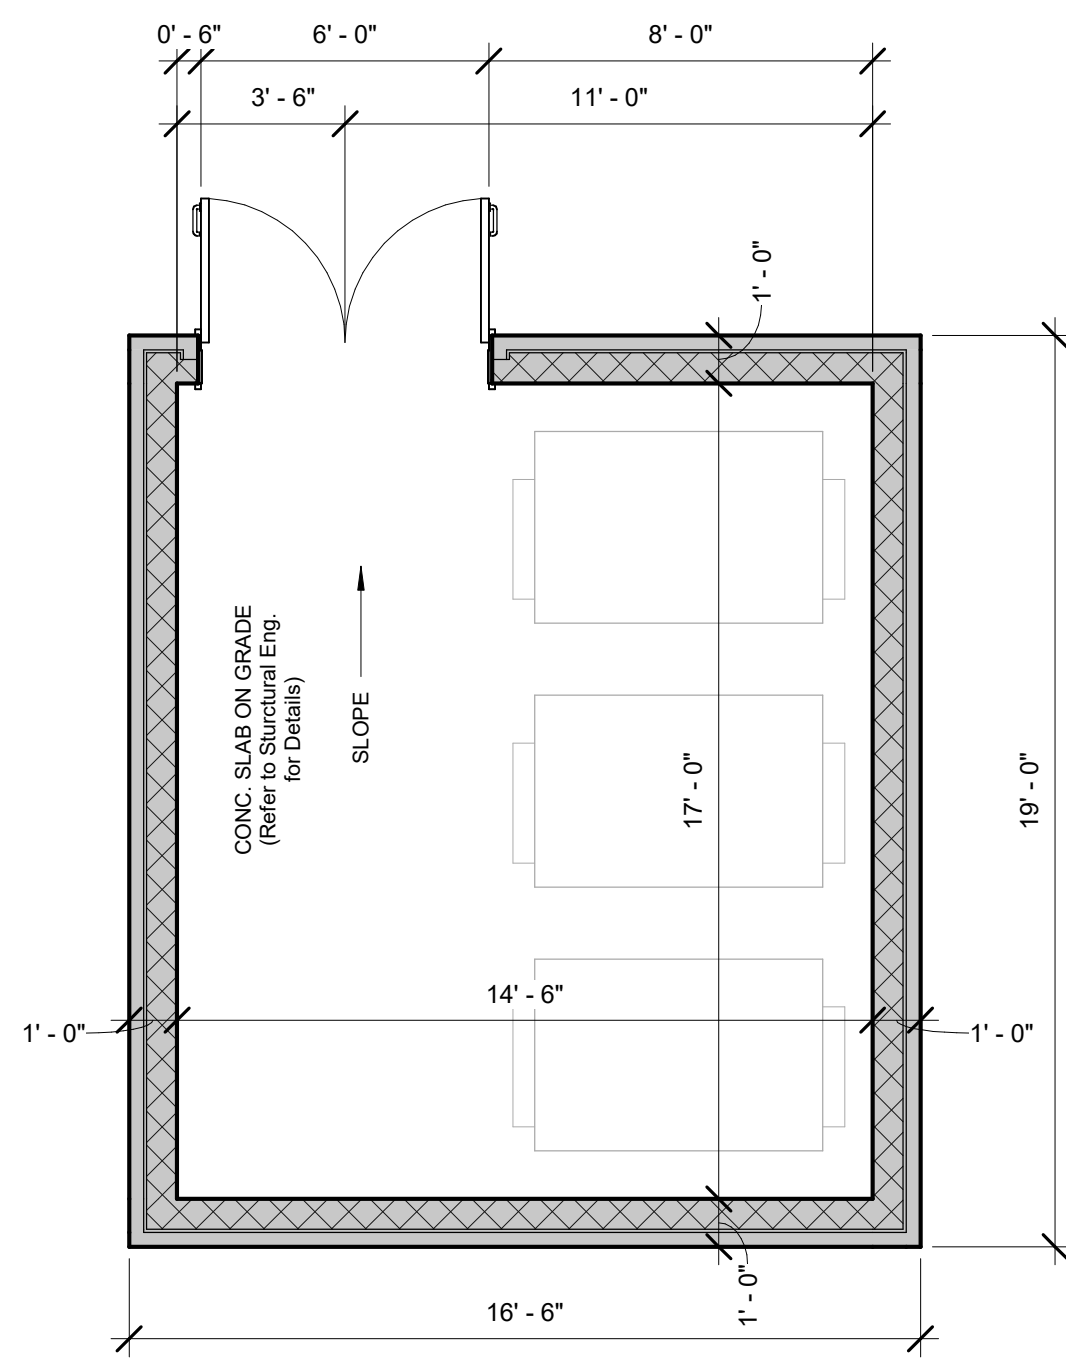 0' - 6"
6' - 0"
8' - 0"
3' - 6"
11' - 0"
1' - 0"
CONC. SLAB ON GRADE
(Refer to Sturctural Eng.
for Details)
SLOPE
17' - 0"
19' - 0"
14' - 6"
1' - 0"
1' - 0"
1' - 0"
16' - 6"